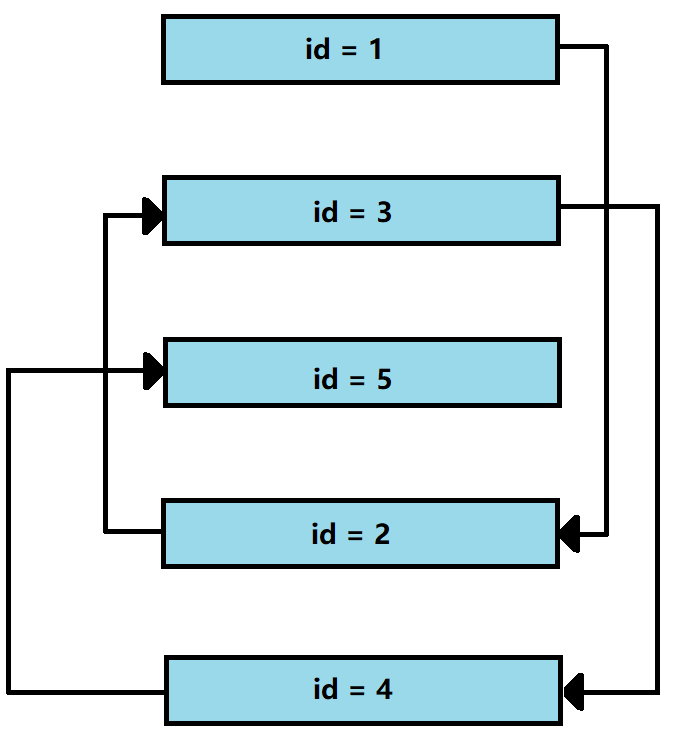 id = 1
id = 3
id = 5
id = 2
id = 4